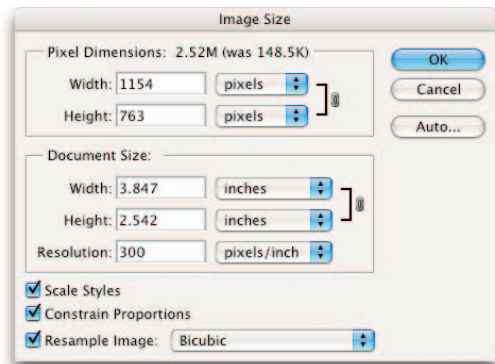 Image Size
Pixel Dimensions: 2.52M (was 148.5K)
Width: 1154 pixels
Height: 763 pixels
OK
Cancel
Auto...
Document Size:
Width: 3.847 inches
Height: 2.542 inches
Resolution: 300 pixels/inch
Scale Styles
Constrain Proportions
Resample Image: Bicubic